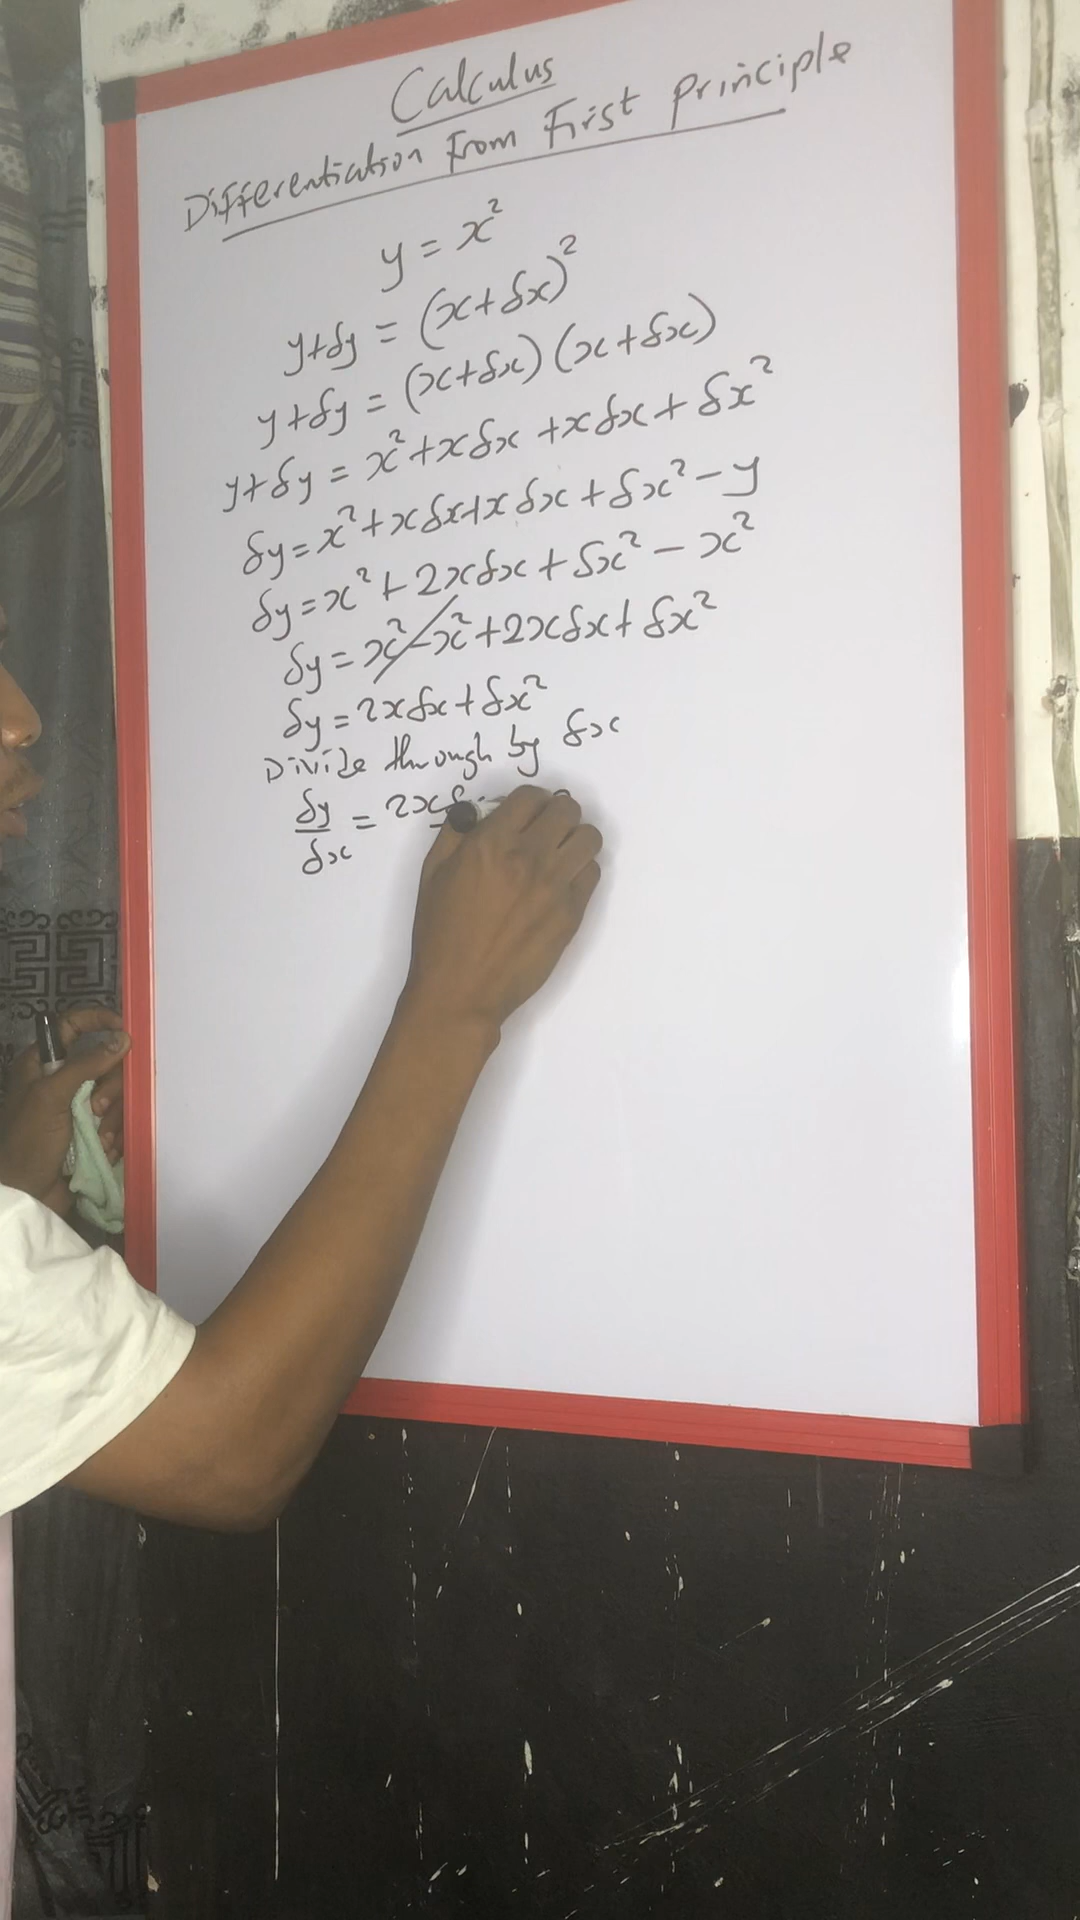 Calculus
Differentiation From First Principle
y = x²
y+δy = (x+δx)²
y+δy = (x+δx)(x+δx)
y+δy = x²+xδx +xδx + δx²
δy=x²+xδx+xδx+δx²-y
δy=x²+2xδx+δx²-x²
δy=x²-x²+2xδx+δx²
δy=2xδx+δx²
Divide through by δx
δy/δx = 2xδ